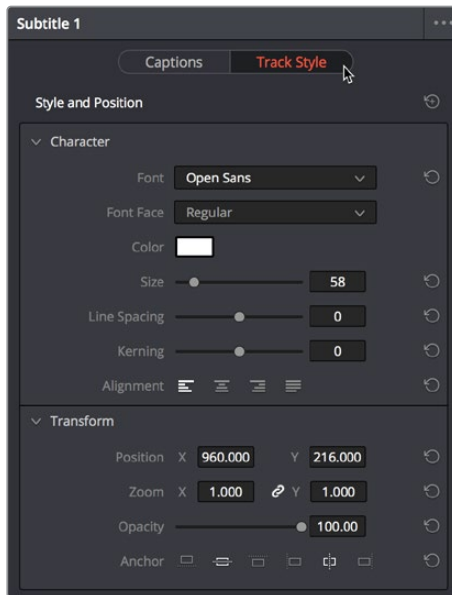 Subtitle 1
Captions Track Style
Style and Position
Character
Font Open Sans
Font Face Regular
Color
Size 58
Line Spacing 0
Kerning 0
Alignment
Transform
Position X 960.000 Y 216.000
Zoom X 1.000 Y 1.000
Opacity 100.00
Anchor